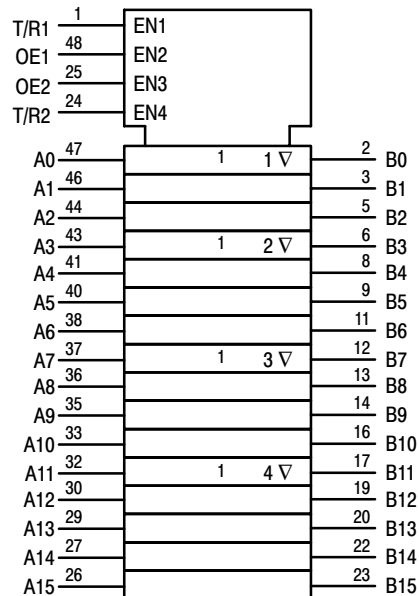 T/R1 1 EN1
OE1 48 EN2
OE2 25 EN3
T/R2 24 EN4
A0 47 1 1 ∇ 2 B0
A1 46 3 B1
A2 44 5 B2
A3 43 1 2 ∇ 6 B3
A4 41 8 B4
A5 40 9 B5
A6 38 11 B6
A7 37 1 3 ∇ 12 B7
A8 36 13 B8
A9 35 14 B9
A10 33 16 B10
A11 32 1 4 ∇ 17 B11
A12 30 19 B12
A13 29 20 B13
A14 27 22 B14
A15 26 23 B15